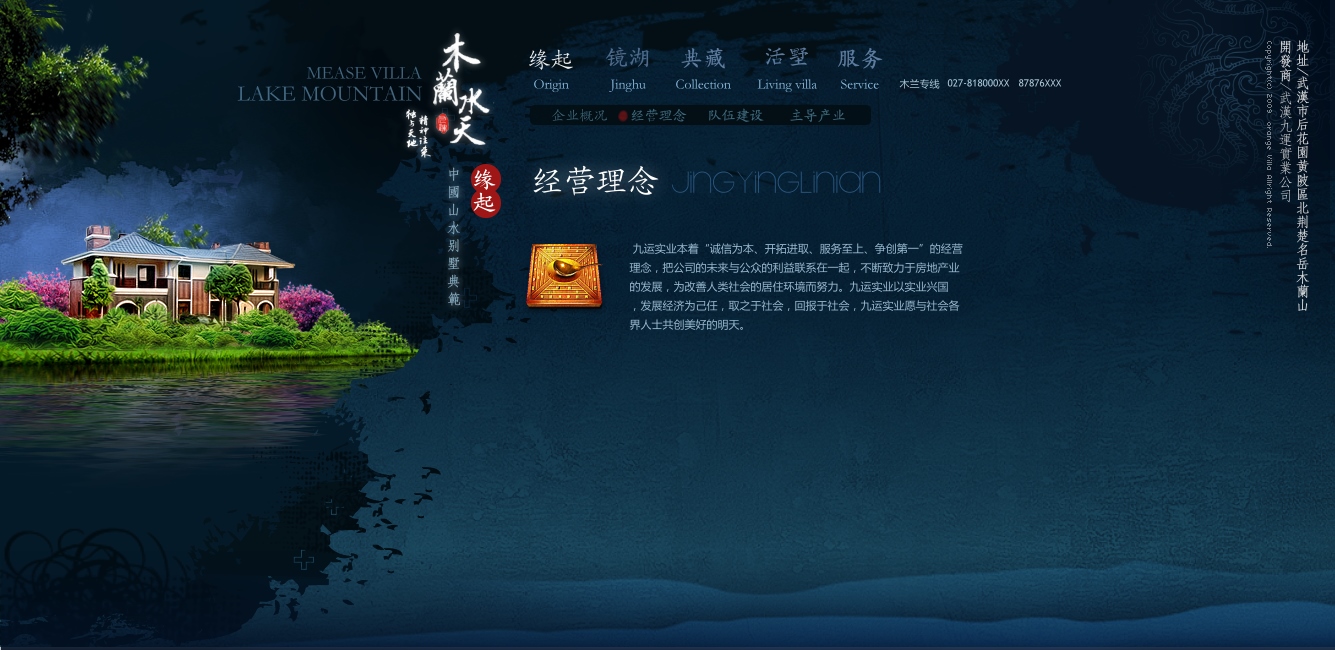 MEASE VILLA
LAKE MOUNTAIN
木蘭水天
精神註策
独与天地
缘起
镜湖
典藏
活墅
服务
Origin
Jinghu
Collection
Living villa
Service
木兰专线 027-818000XX 87876XXX
企业概况
经营理念
队伍建设
主导产业
中國山水别墅典範
缘起
经营理念 JINGYINGLINIAN
九运实业本着“诚信为本、开拓进取、服务至上、争创第一”的经营
理念，把公司的未来与公众的利益联系在一起，不断致力于房地产业
的发展，为改善人类社会的居住环境而努力。九运实业以实业兴国
，发展经济为己任，取之于社会，回报于社会，九运实业愿与社会各
界人士共创美好的明天。
地址／武漢市后花園黄陂區北荆楚名岳木蘭山
開發商／武漢九運實業公司
Copyright(c) 2009 orange Villa Allright Reserved.